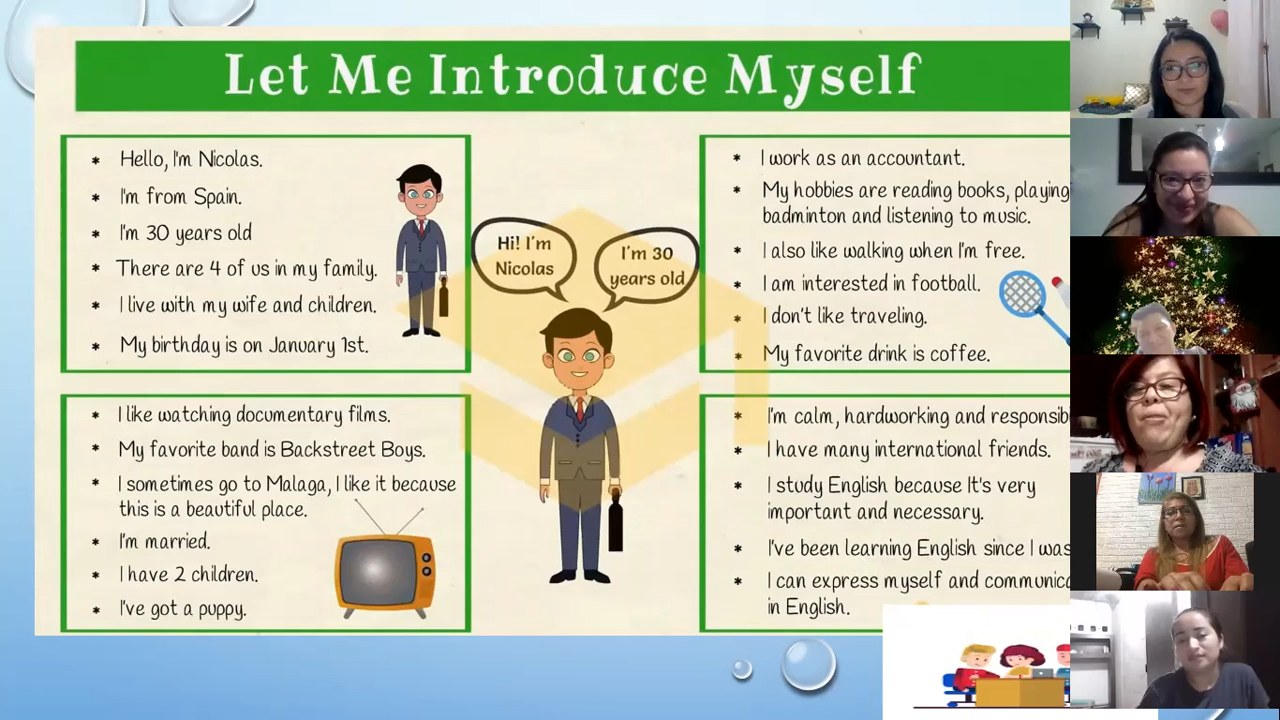 Let Me Introduce Myself
* Hello, I'm Nicolas.
* I'm from Spain.
* I'm 30 years old
* There are 4 of us in my family.
* I live with my wife and children.
* My birthday is on January 1st.
Hi! I'm
Nicolas
I'm 30
years old
* I work as an accountant.
* My hobbies are reading books, playing
badminton and listening to music.
* I also like walking when I'm free.
* I am interested in football.
* I don't like traveling.
* My favorite drink is coffee.
* I like watching documentary films.
* My favorite band is Backstreet Boys.
* I sometimes go to Malaga, I like it because
this is a beautiful place.
* I'm married.
* I have 2 children.
* I've got a puppy.
* I'm calm, hardworking and
* I have many international friends.
* I study English because It's very
important and necessary.
* I've been learning English since I was
* I can express myself and
in English.